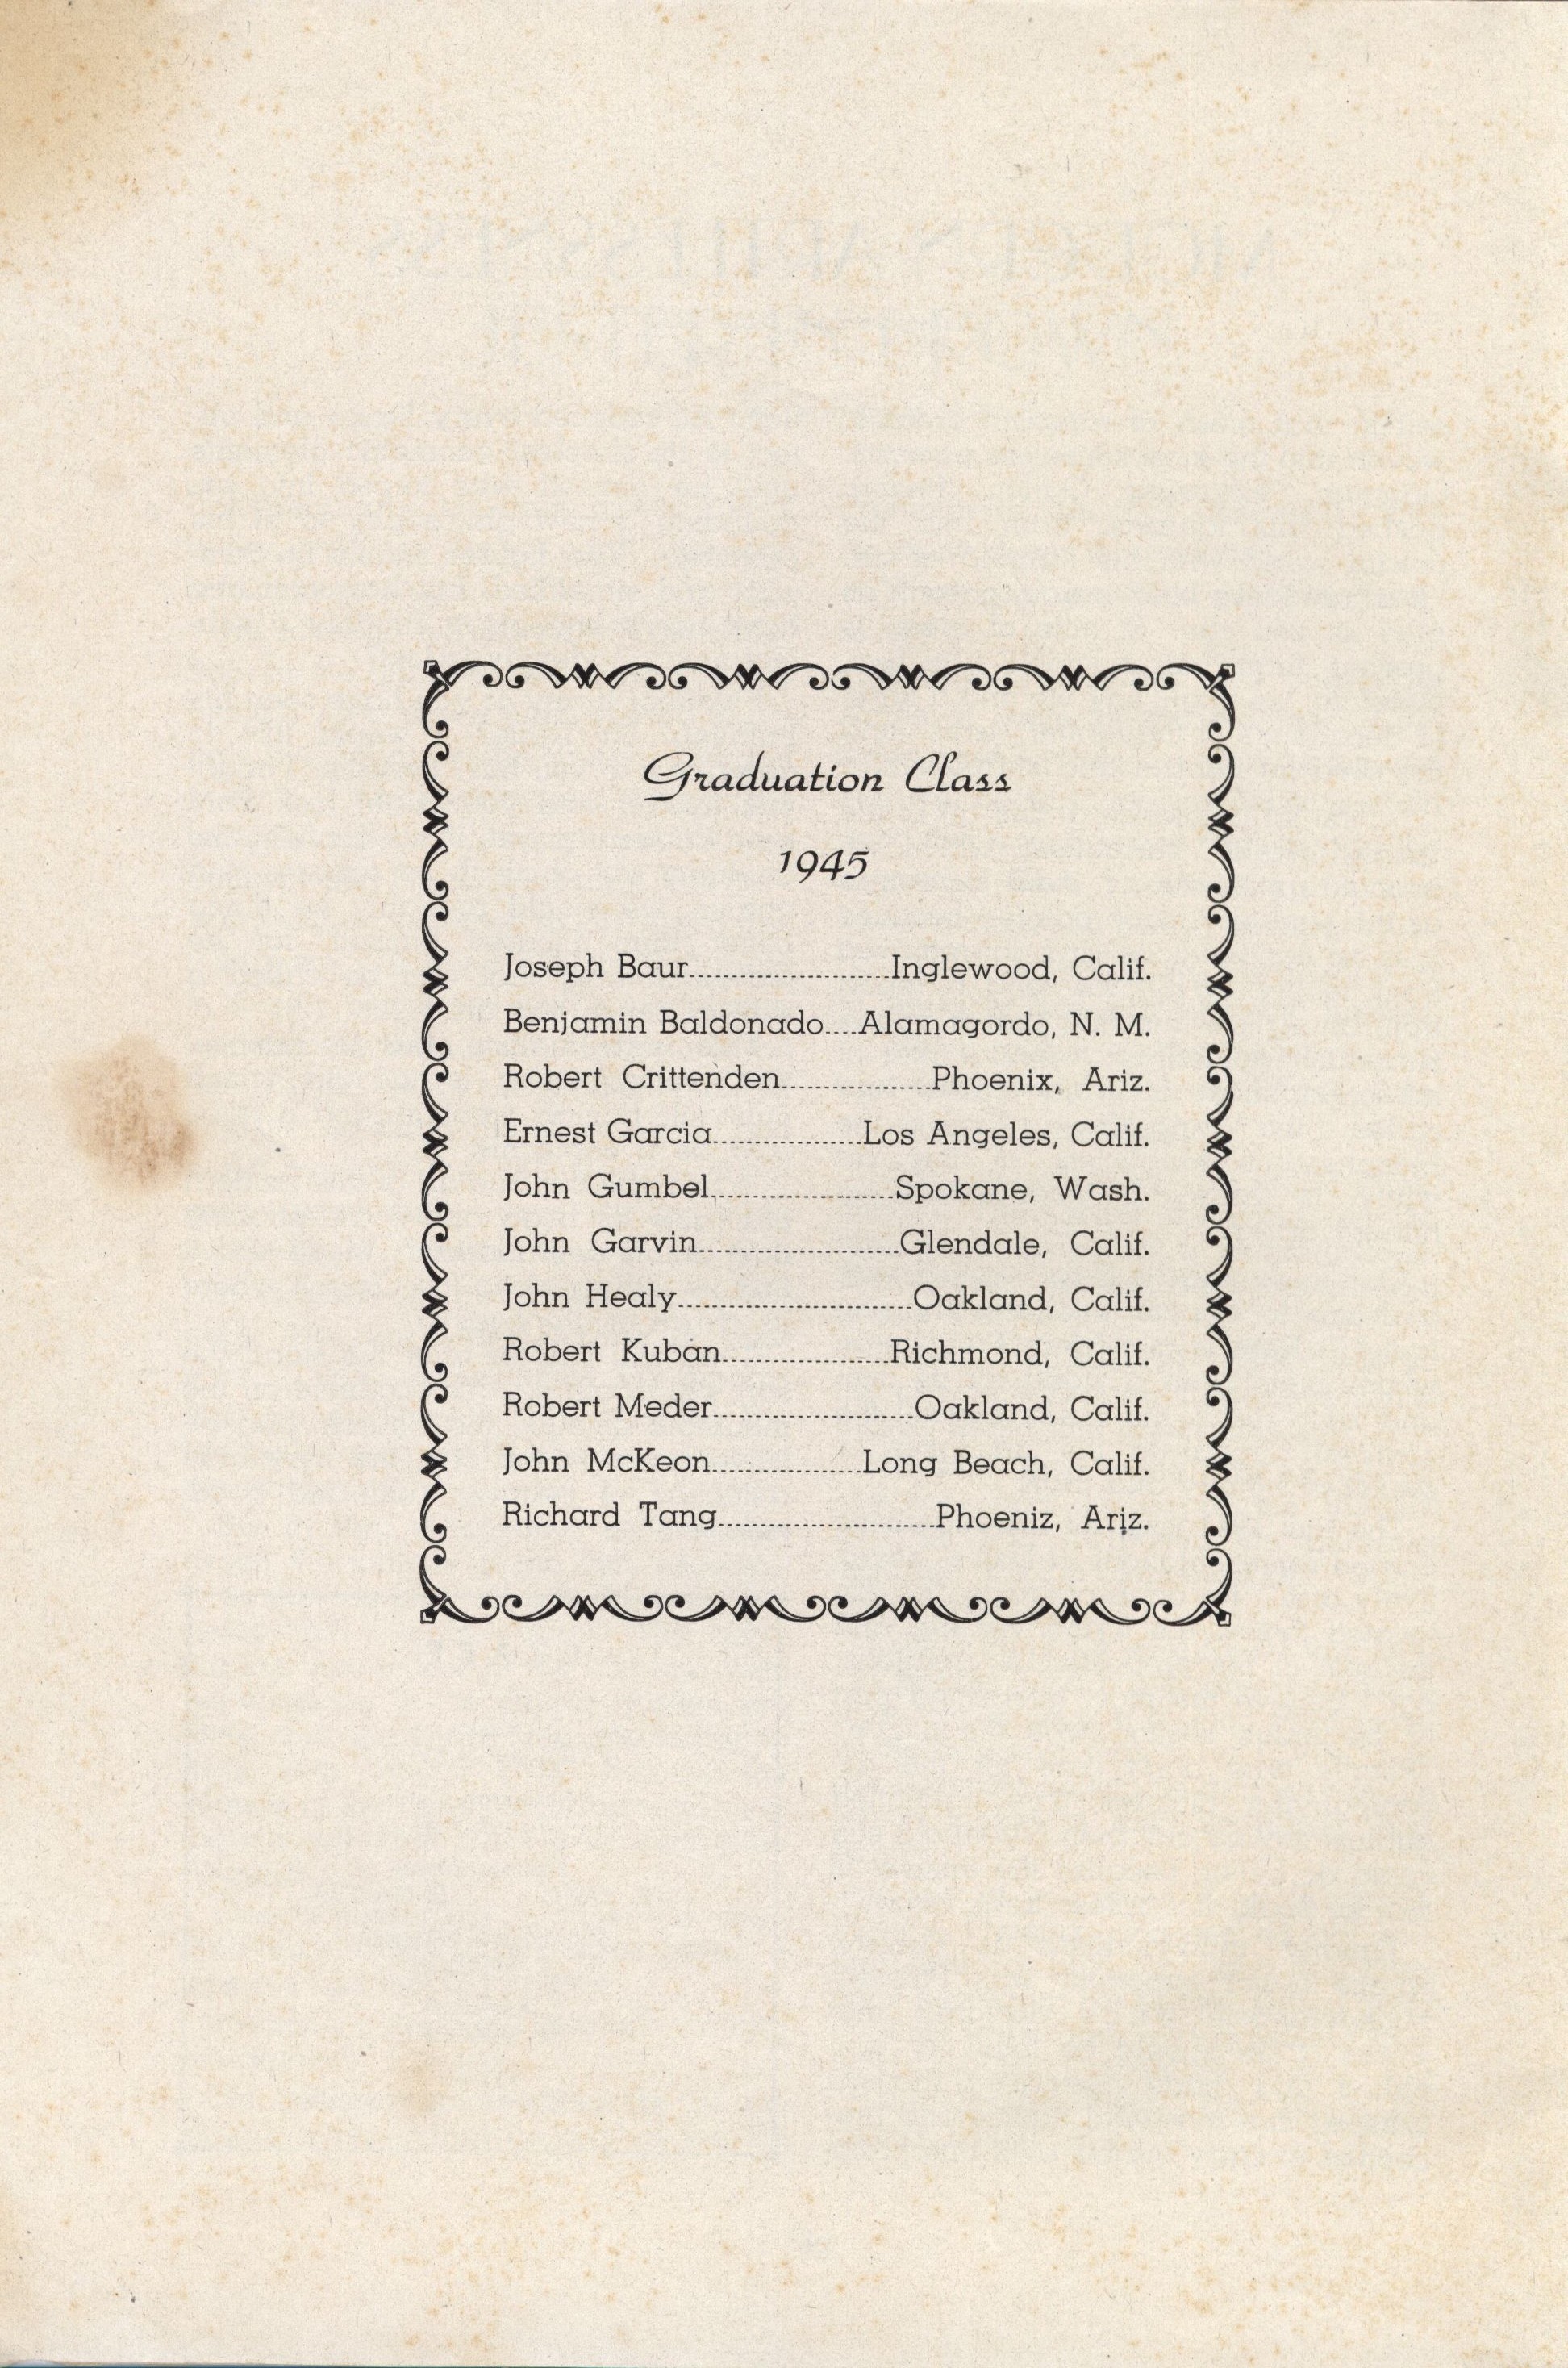 Graduation Class
1945
Joseph Baur........................Inglewood, Calif.
Benjamin Baldonado....Alamagordo, N. M.
Robert Crittenden..................Phoenix, Ariz.
Ernest Garcia..................Los Angeles, Calif.
John Gumbel......................Spokane, Wash.
John Garvin........................Glendale, Calif.
John Healy............................Oakland, Calif.
Robert Kuban....................Richmond, Calif.
Robert Meder........................Oakland, Calif.
John McKeon..................Long Beach, Calif.
Richard Tang..........................Phoeniz, Ariz.